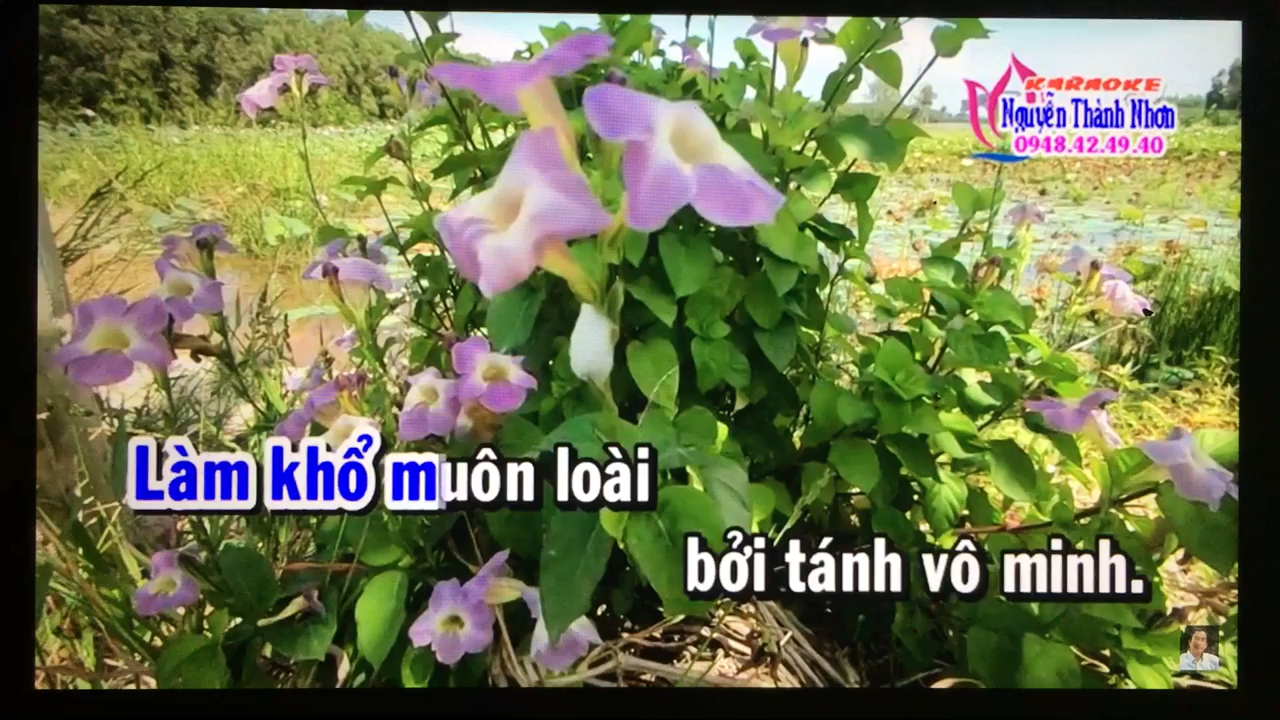 KARAOKE
Nguyễn Thành Nhơn
0948.42.49.40
Làm khổ muôn loài
bởi tánh vô minh.